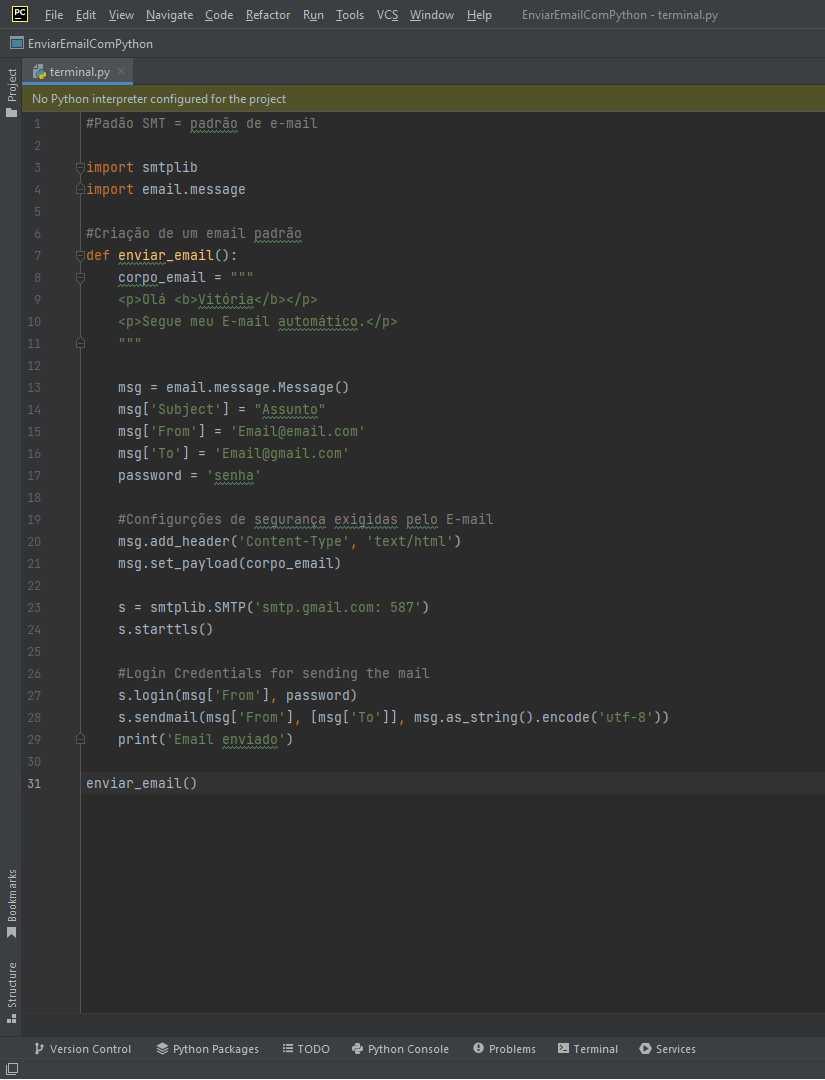 PC File Edit View Navigate Code Refactor Run Tools VCS Window Help EnviarEmailComPython - terminal.py
EnviarEmailComPython
Project
terminal.py
No Python interpreter configured for the project
1 #Padão SMT = padrão de e-mail
2
3 import smtplib
4 import email.message
5
6 #Criação de um email padrão
7 def enviar_email():
8 corpo_email = """
9 <p>Olá <b>Vitória</b></p>
10 <p>Segue meu E-mail automático.</p>
11 """
12
13 msg = email.message.Message()
14 msg['Subject'] = "Assunto"
15 msg['From'] = 'Email@email.com'
16 msg['To'] = 'Email@gmail.com'
17 password = 'senha'
18
19 #Configurções de segurança exigidas pelo E-mail
20 msg.add_header('Content-Type', 'text/html')
21 msg.set_payload(corpo_email)
22
23 s = smtplib.SMTP('smtp.gmail.com: 587')
24 s.starttls()
25
26 #Login Credentials for sending the mail
27 s.login(msg['From'], password)
28 s.sendmail(msg['From'], [msg['To']], msg.as_string().encode('utf-8'))
29 print('Email enviado')
30
31 enviar_email()
Bookmarks
Structure
Version Control Python Packages TODO Python Console Problems Terminal Services